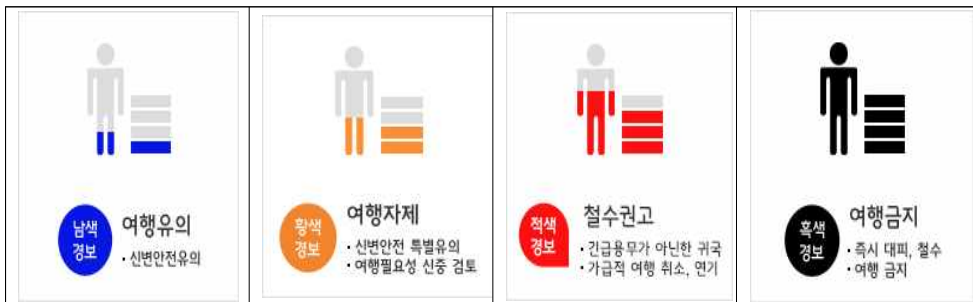 남색
경보
여행유의
• 신변안전유의
황색
경보
여행자제
• 신변안전 특별유의
• 여행필요성 신중 검토
적색
경보
철수권고
• 긴급용무가 아닌한 귀국
• 가급적 여행 취소, 연기
흑색
경보
여행금지
• 즉시 대피, 철수
• 여행 금지